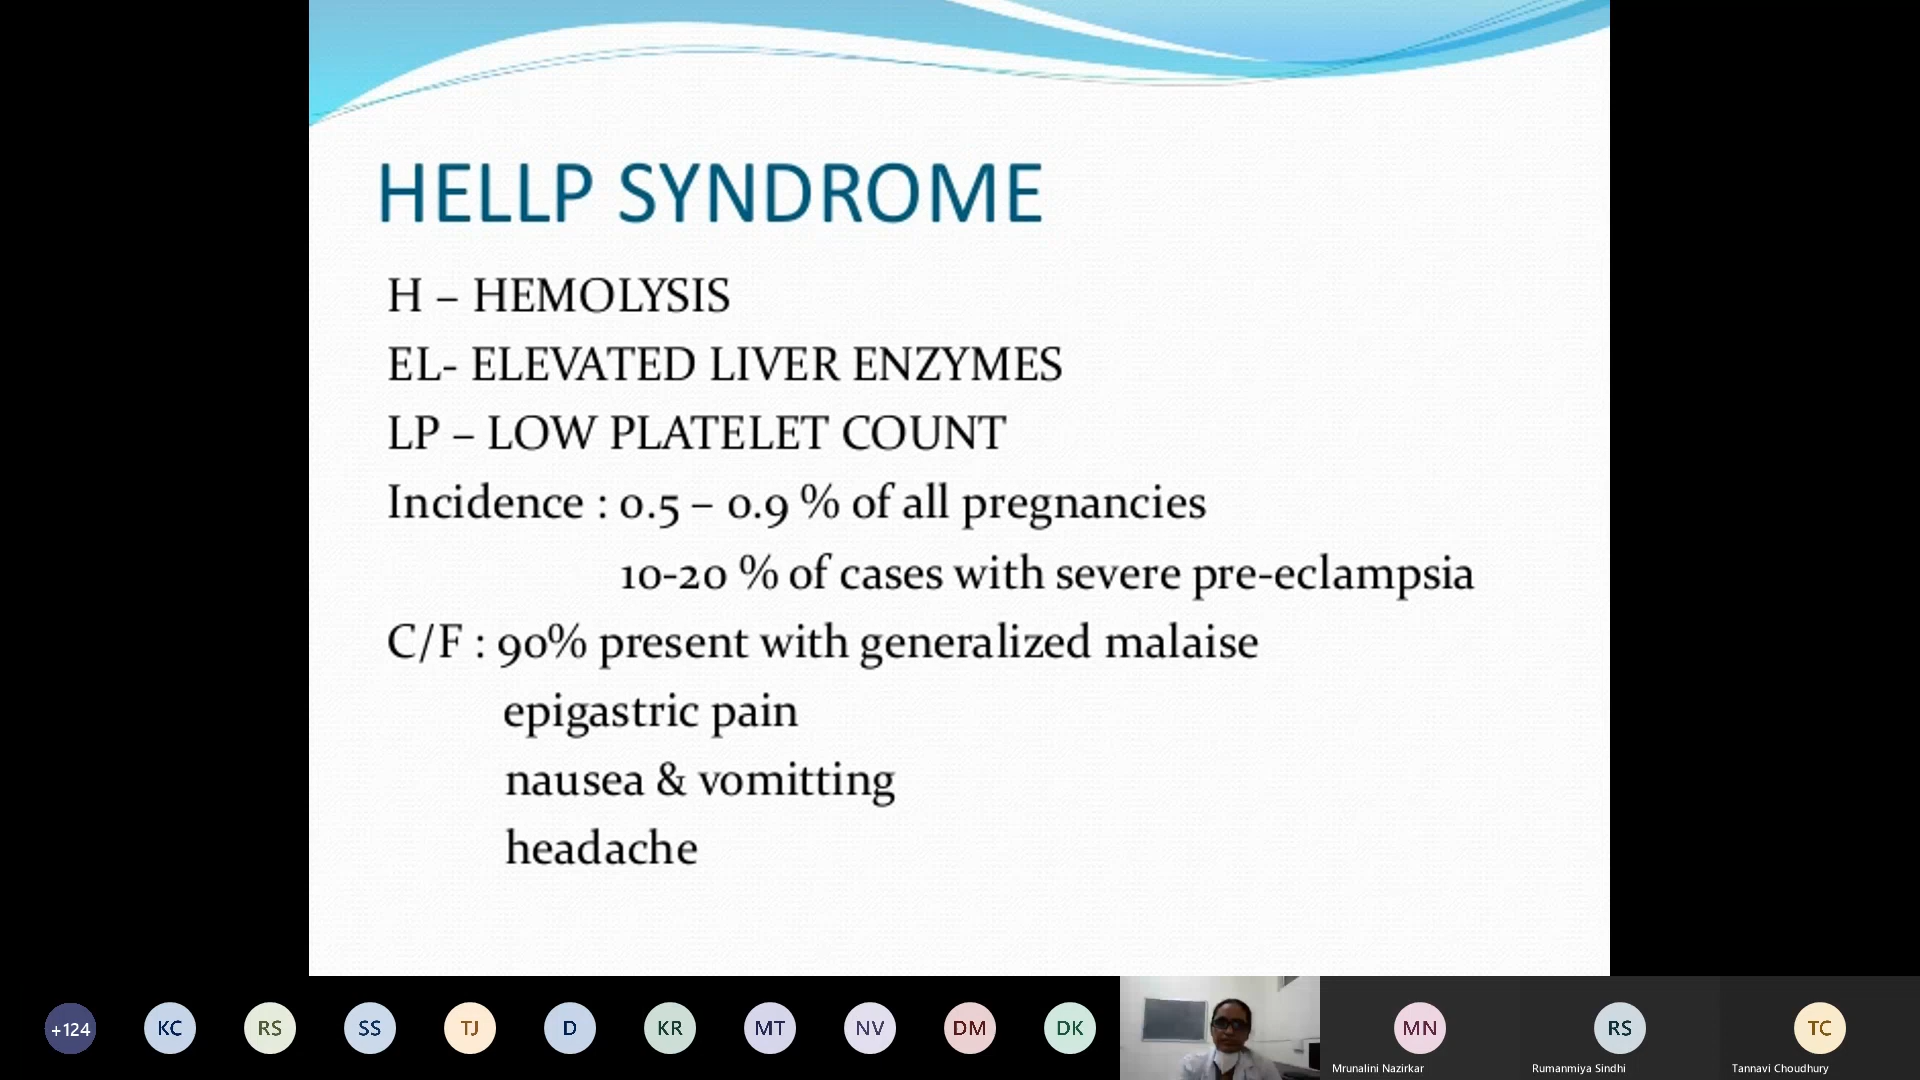 HELLP SYNDROME
H – HEMOLYSIS
EL- ELEVATED LIVER ENZYMES
LP – LOW PLATELET COUNT
Incidence : 0.5 – 0.9 % of all pregnancies
10-20 % of cases with severe pre-eclampsia
C/F : 90% present with generalized malaise
epigastric pain
nausea & vomitting
headache
+124 KC RS SS TJ D KR MT NV DM DK MN RS TC
Mrunalini Nazirkar Rumanmiya Sindhi Tannavi Choudhury